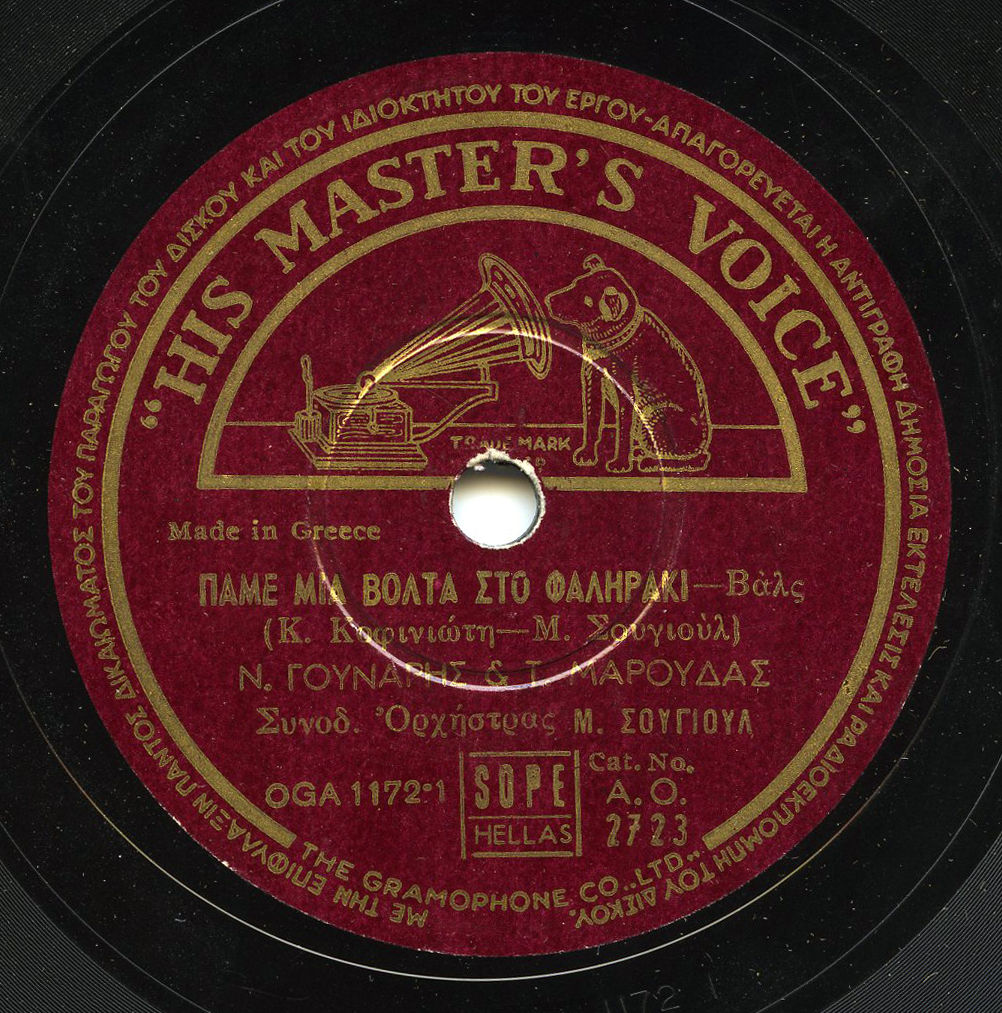 ΜΕ ΤΗΝ ΕΠΙΦΥΛΑΞΙΝ ΠΑΝΤΟΣ ΔΙΚΑΙΩΜΑΤΟΣ ΤΟΥ ΠΑΡΑΓΩΓΟΥ ΤΟΥ ΔΙΣΚΟΥ ΚΑΙ ΤΟΥ ΙΔΙΟΚΤΗΤΟΥ ΤΟΥ ΕΡΓΟΥ-ΑΠΑΓΟΡΕΥΕΤΑΙ Η ΑΝΤΙΓΡΑΦΗ ΔΗΜΟΣΙΑ ΕΚΤΕΛΕΣΙΣ ΚΑΙ ΡΑΔΙΟΕΚΠΟΜΠΗ ΤΟΥ ΔΙΣΚΟΥ.
“HIS MASTER'S VOICE”
TRADE MARK
Made in Greece
ΠΑΜΕ ΜΙΑ ΒΟΛΤΑ ΣΤΟ ΦΑΛΗΡΑΚΙ—Βὰλς
(Κ. Κοφινιώτη—Μ. Σουγιοὺλ)
Ν. ΓΟΥΝΑΡΗΣ & Τ. ΜΑΡΟΥΔΑΣ
Συνοδ. Ὀρχήστρας Μ. ΣΟΥΓΙΟΥΛ
OGA 1172-1
SOPE
HELLAS
Cat. No.
A. O.
2723
THE GRAMOPHONE CO., LTD.,
1172 1